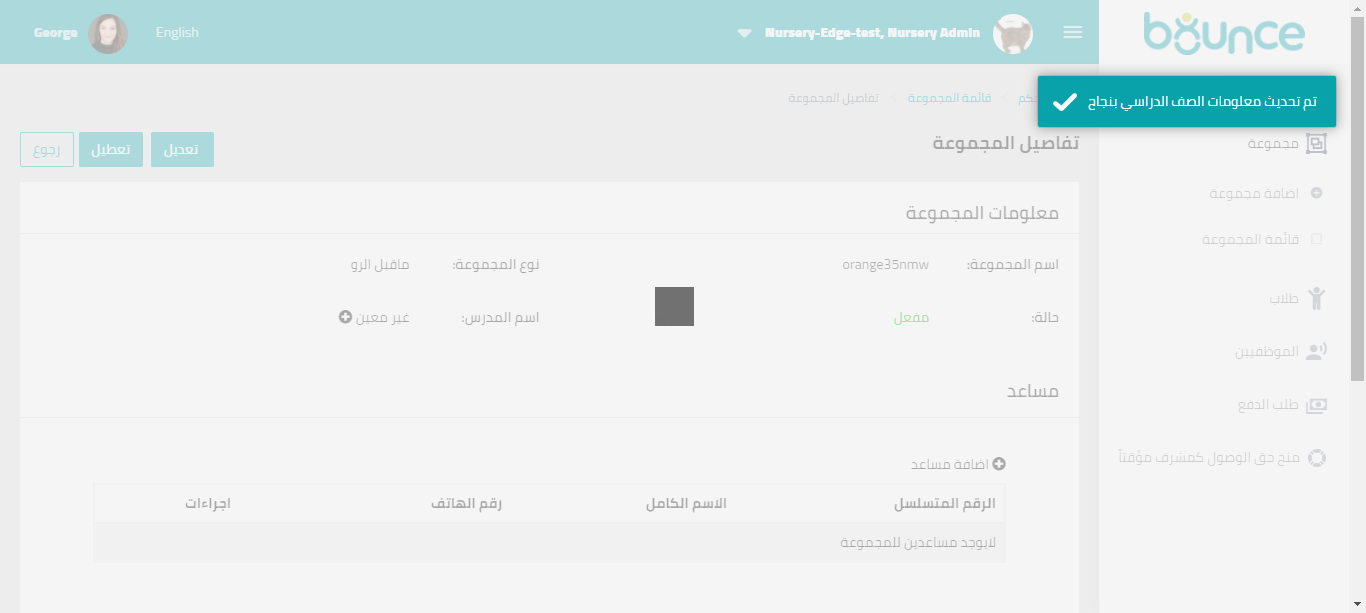 bounce
Nursery-Edge-test, Nursery Admin
English
George
تم تحديث معلومات الصف الدراسي بنجاح
قائمة المجموعة
تفاصيل المجموعة
تفاصيل المجموعة
تعديل
تعطيل
رجوع
مجموعة
اضافة مجموعة
قائمة المجموعة
طلاب
الموظفيين
طلب الدفع
منح حق الوصول كمشرف مؤقتاً
معلومات المجموعة
اسم المجموعة: orange35nmw نوع المجموعة: ماقبل الرو
حالة: مفعل اسم المدرس: غير معين
مساعد
اضافة مساعد
الرقم المتسلسل الاسم الكامل رقم الهاتف اجراءات
لايوجد مساعدين للمجموعة